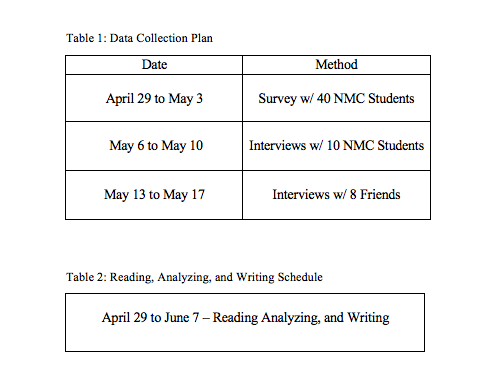 Table 1: Data Collection Plan
Date Method
April 29 to May 3 Survey w/ 40 NMC Students
May 6 to May 10 Interviews w/ 10 NMC Students
May 13 to May 17 Interviews w/ 8 Friends
Table 2: Reading, Analyzing, and Writing Schedule
April 29 to June 7 – Reading Analyzing, and Writing